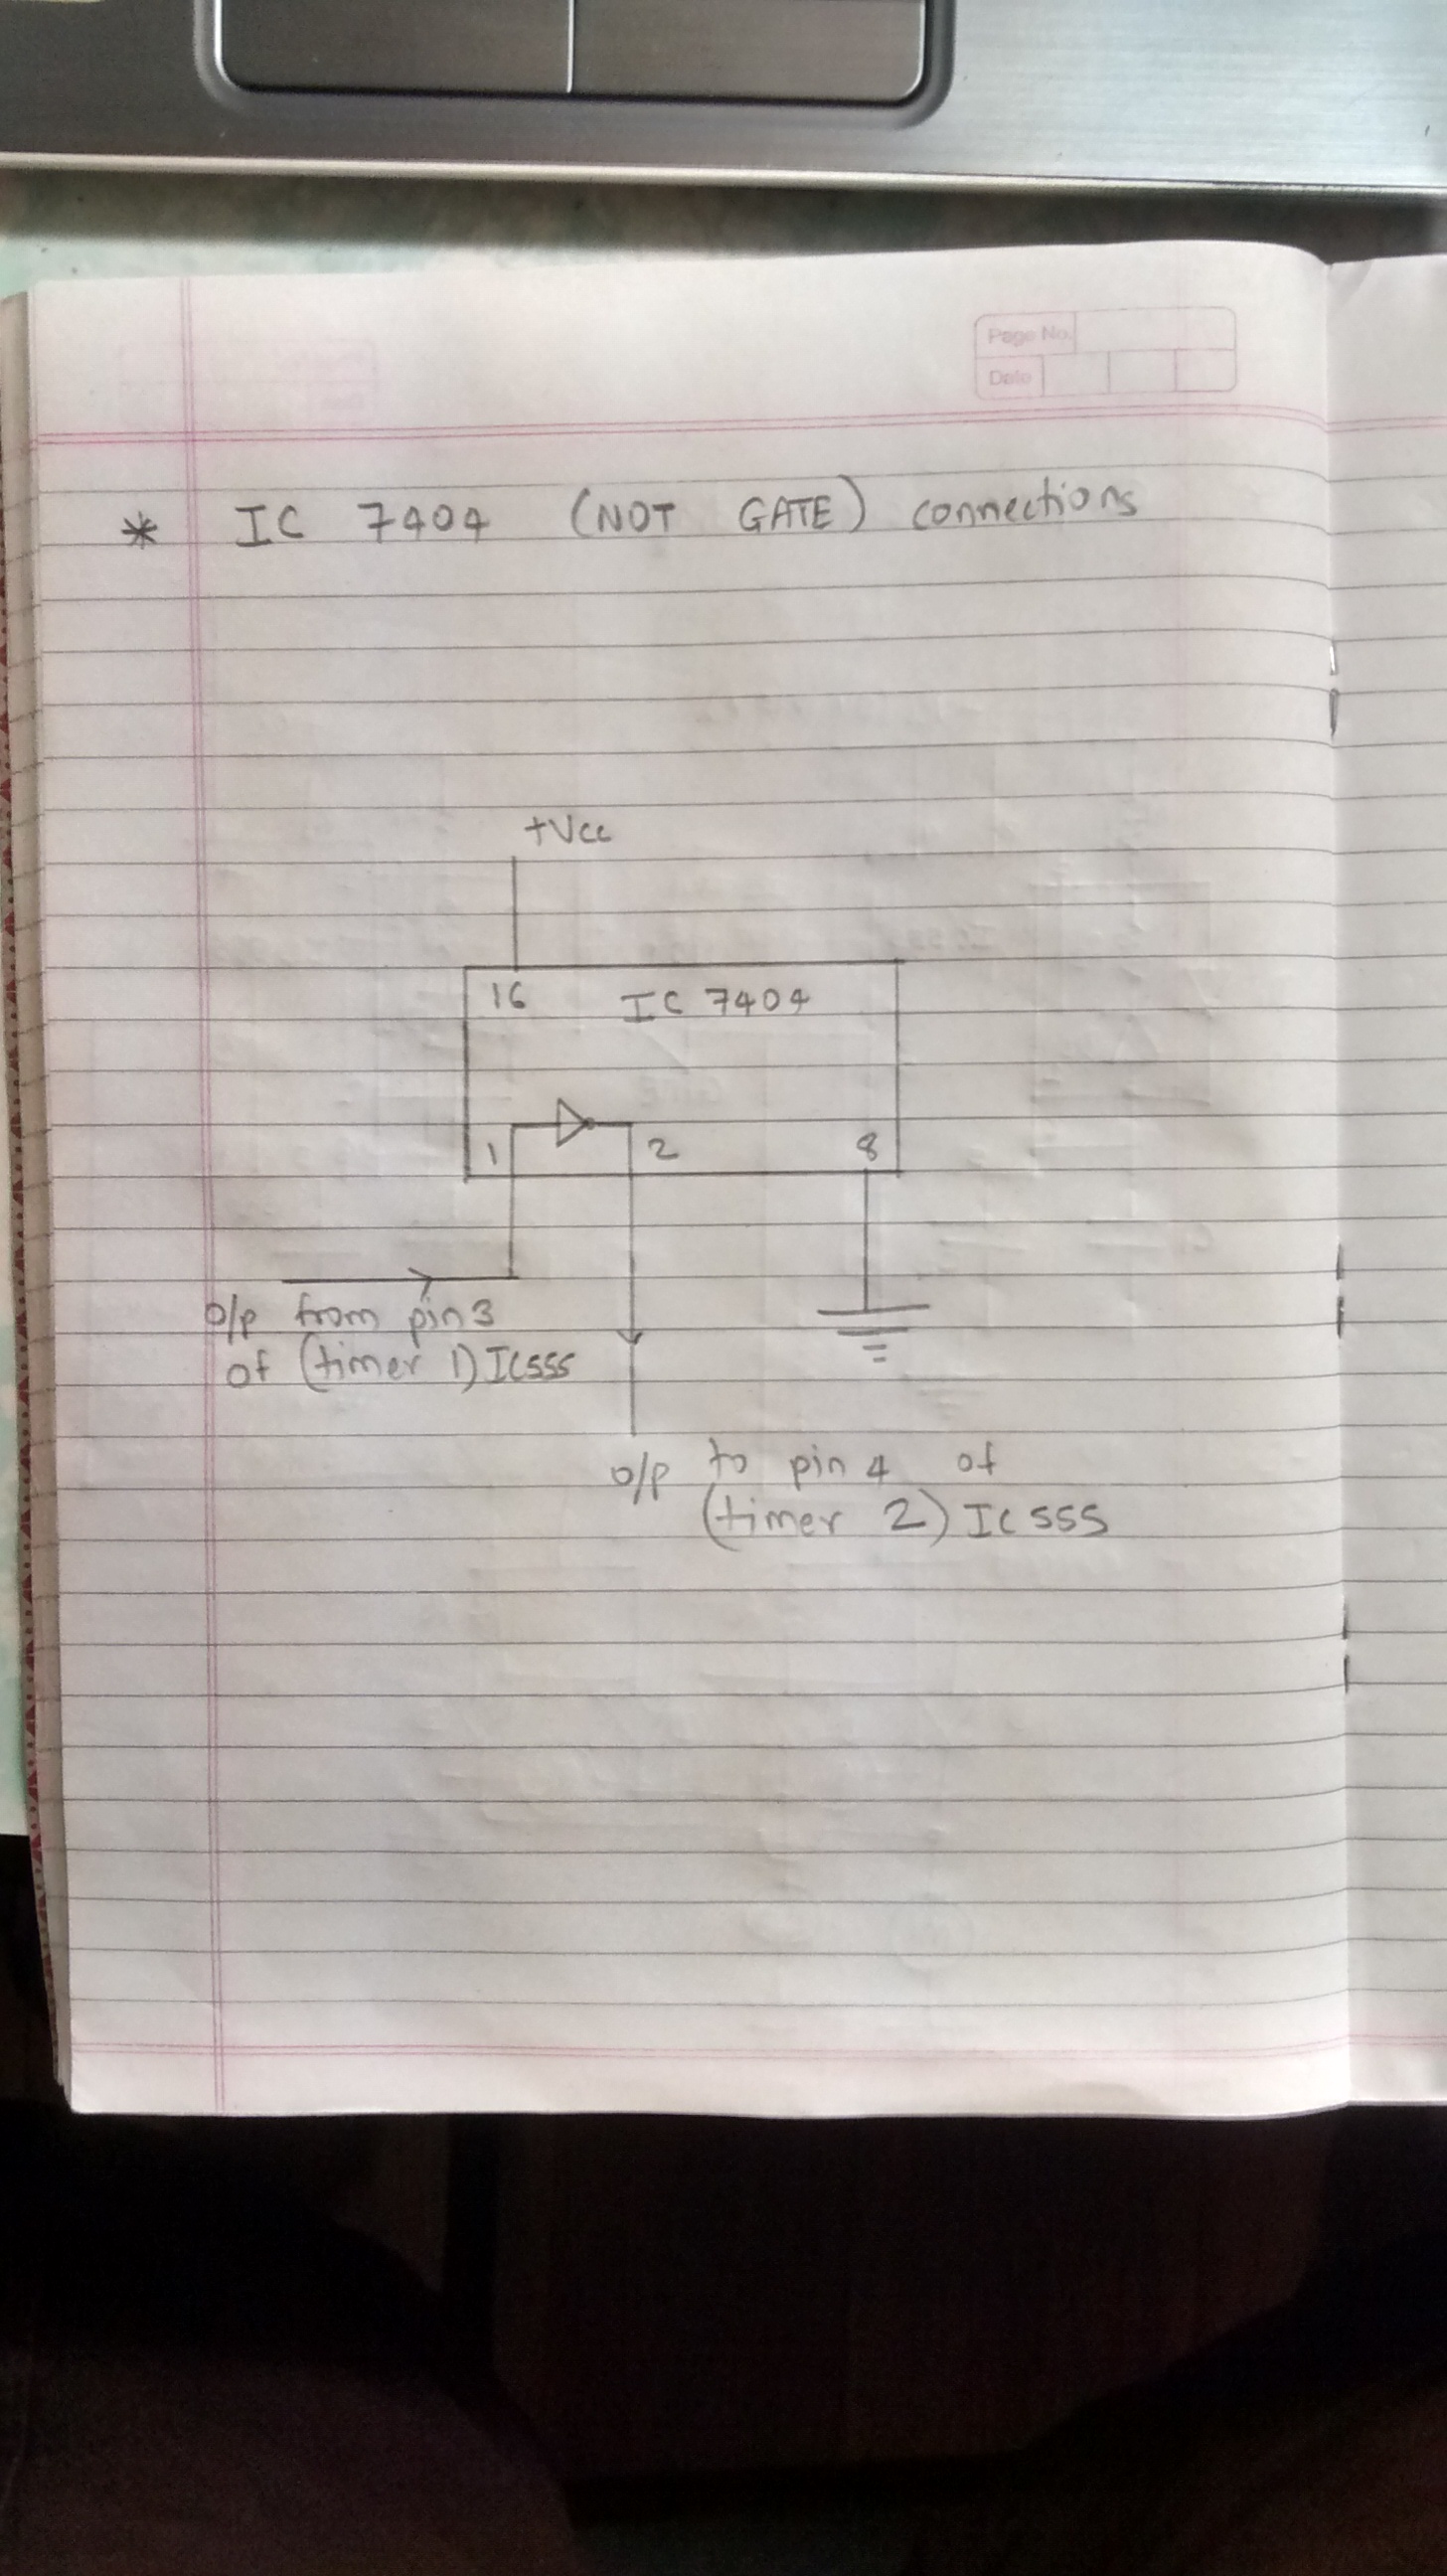 Page No.
Date
* IC 7404 (NOT GATE) connections
+Vcc
16 IC 7404
1 2 8
o/p from pin 3
of (timer 1) IC555
o/p to pin 4 of
(timer 2) IC 555